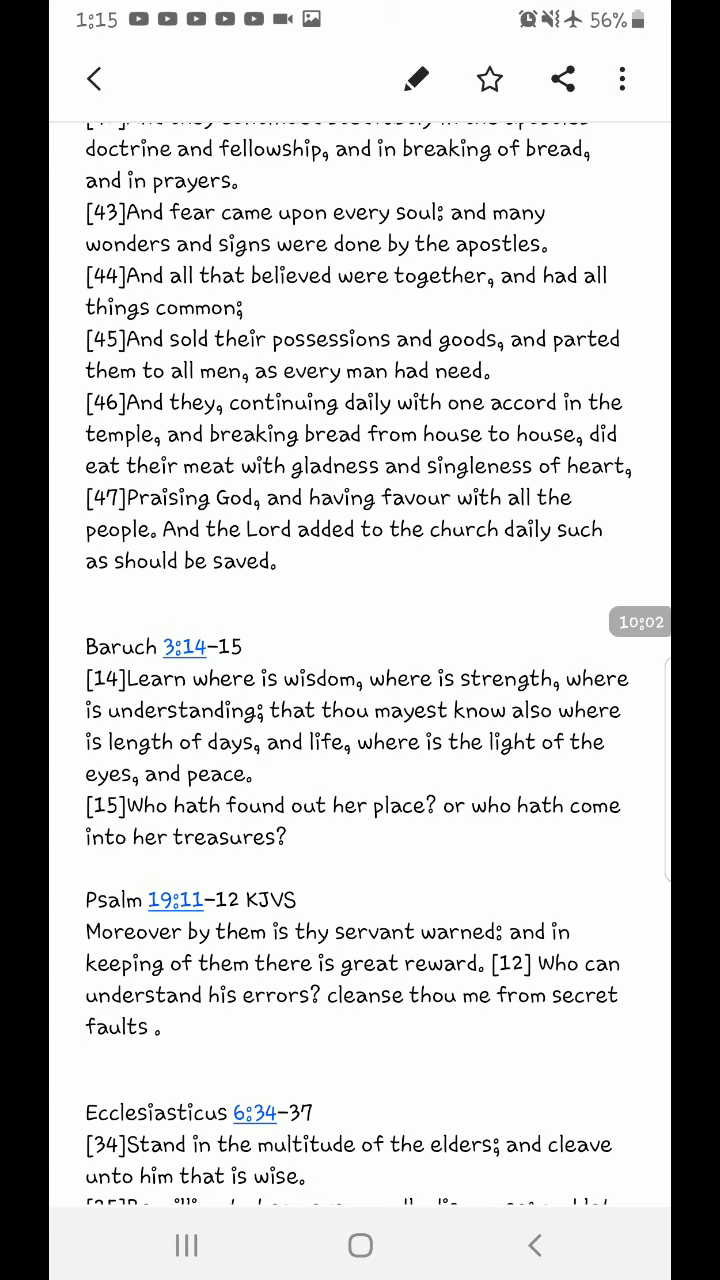 1:15
56%
doctrine and fellowship, and in breaking of bread,
and in prayers.
[43]And fear came upon every soul: and many
wonders and signs were done by the apostles.
[44]And all that believed were together, and had all
things common;
[45]And sold their possessions and goods, and parted
them to all men, as every man had need.
[46]And they, continuing daily with one accord in the
temple, and breaking bread from house to house, did
eat their meat with gladness and singleness of heart,
[47]Praising God, and having favour with all the
people. And the Lord added to the church daily such
as should be saved.
10:02
Baruch 3:14-15
[14]Learn where is wisdom, where is strength, where
is understanding; that thou mayest know also where
is length of days, and life, where is the light of the
eyes, and peace.
[15]Who hath found out her place? or who hath come
into her treasures?
Psalm 19:11-12 KJVS
Moreover by them is thy servant warned: and in
keeping of them there is great reward. [12] Who can
understand his errors? cleanse thou me from secret
faults .
Ecclesiasticus 6:34-37
[34]Stand in the multitude of the elders; and cleave
unto him that is wise.